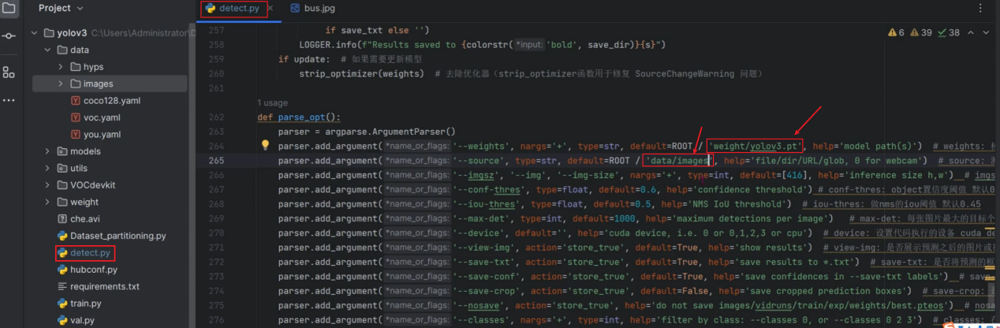 Project
detect.py
bus.jpg
yolov3 C:\Users\Administrator\D
data
hyps
images
coco128.yaml
voc.yaml
you.yaml
models
utils
VOCdevkit
weight
che.avi
Dataset_partitioning.py
detect.py
hubconf.py
requirements.txt
train.py
val.py
6 39 38
257 if save_txt else '')
258 LOGGER.info(f"Results saved to {colorstr( *input: 'bold', save_dir)}{s}")
259 if update: # 如果需要更新模型
260 strip_optimizer(weights) # 去除优化器（strip_optimizer函数用于修复 SourceChangeWarning 问题）
261
1 usage
262 def parse_opt():
263 parser = argparse.ArgumentParser()
264 parser.add_argument( *name_or_flags: '--weights', nargs='+', type=str, default=ROOT / 'weight/yolov3.pt', help='model path(s)') # weights:
265 parser.add_argument( *name_or_flags: '--source', type=str, default=ROOT / 'data/images', help='file/dir/URL/glob, 0 for webcam') # source:
266 parser.add_argument( *name_or_flags: '--imgsz', '--img', '--img-size', nargs='+', type=int, default=[416], help='inference size h,w') # imgs
267 parser.add_argument( *name_or_flags: '--conf-thres', type=float, default=0.6, help='confidence threshold') # conf-thres: object置信度阈值 默认0
268 parser.add_argument( *name_or_flags: '--iou-thres', type=float, default=0.5, help='NMS IoU threshold') # iou-thres: 做nms的iou阈值 默认0.45
269 parser.add_argument( *name_or_flags: '--max-det', type=int, default=1000, help='maximum detections per image') # max-det: 每张图片最大的目标个
270 parser.add_argument( *name_or_flags: '--device', default='', help='cuda device, i.e. 0 or 0,1,2,3 or cpu') # device: 设置代码执行的设备 cuda de
271 parser.add_argument( *name_or_flags: '--view-img', action='store_true', default=True, help='show results') # view-img: 是否展示预测之后的图片或
272 parser.add_argument( *name_or_flags: '--save-txt', action='store_true', default=True, help='save results to *.txt') # save-txt: 是否将预测的框
273 parser.add_argument( *name_or_flags: '--save-conf', action='store_true', default=True, help='save confidences in --save-txt labels') # save
274 parser.add_argument( *name_or_flags: '--save-crop', action='store_true', default=False, help='save cropped prediction boxes') # save-crop:
275 parser.add_argument( *name_or_flags: '--nosave', action='store_true', help='do not save images/vidruns/train/exp/weights/best.pteos') # nosa
276 parser.add_argument( *name_or_flags: '--classes', nargs='+', type=int, help='filter by class: --classes 0, or --classes 0 2 3') # classes: